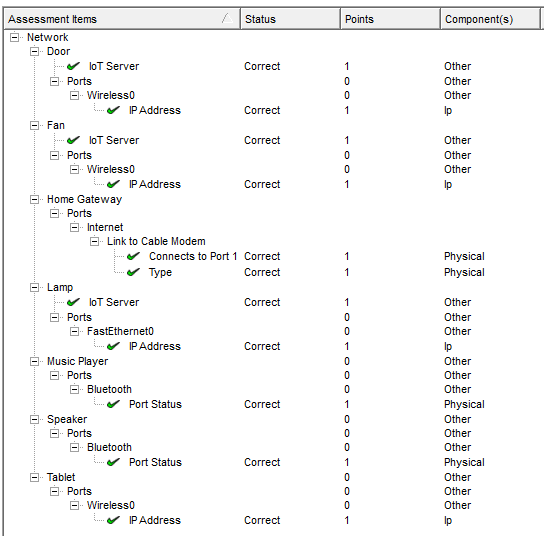 Assessment Items Status Points Component(s)
Network
Door
IoT Server Correct 1 Other
Ports 0 Other
Wireless0 0 Other
IP Address Correct 1 Ip
Fan
IoT Server Correct 1 Other
Ports 0 Other
Wireless0 0 Other
IP Address Correct 1 Ip
Home Gateway
Ports
Internet
Link to Cable Modem
Connects to Port 1 Correct 1 Physical
Type Correct 1 Physical
Lamp
IoT Server Correct 1 Other
Ports 0 Other
FastEthernet0 0 Other
IP Address Correct 1 Ip
Music Player 0 Other
Ports 0 Other
Bluetooth 0 Other
Port Status Correct 1 Physical
Speaker 0 Other
Ports 0 Other
Bluetooth 0 Other
Port Status Correct 1 Physical
Tablet 0 Other
Ports 0 Other
Wireless0 0 Other
IP Address Correct 1 Ip